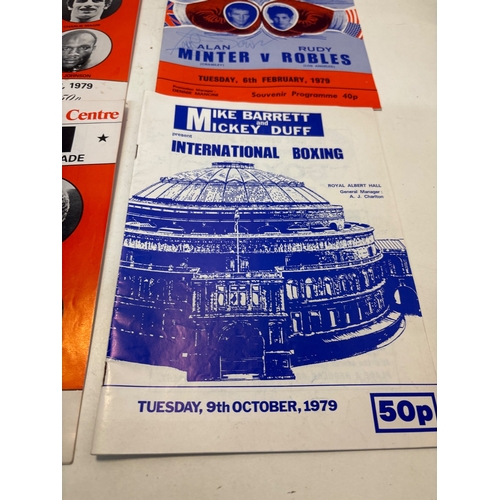 , 1979
Centre
ADE
ALAN RUDY
MINTER V ROBLES
TUESDAY, 6th FEBRUARY, 1979
Souvenir Programme 40p
MIKE BARRETT
and
MICKEY DUFF
present
INTERNATIONAL BOXING
ROYAL ALBERT HALL
General Manager:
A. J. Charlton
TUESDAY, 9th OCTOBER, 1979
50p